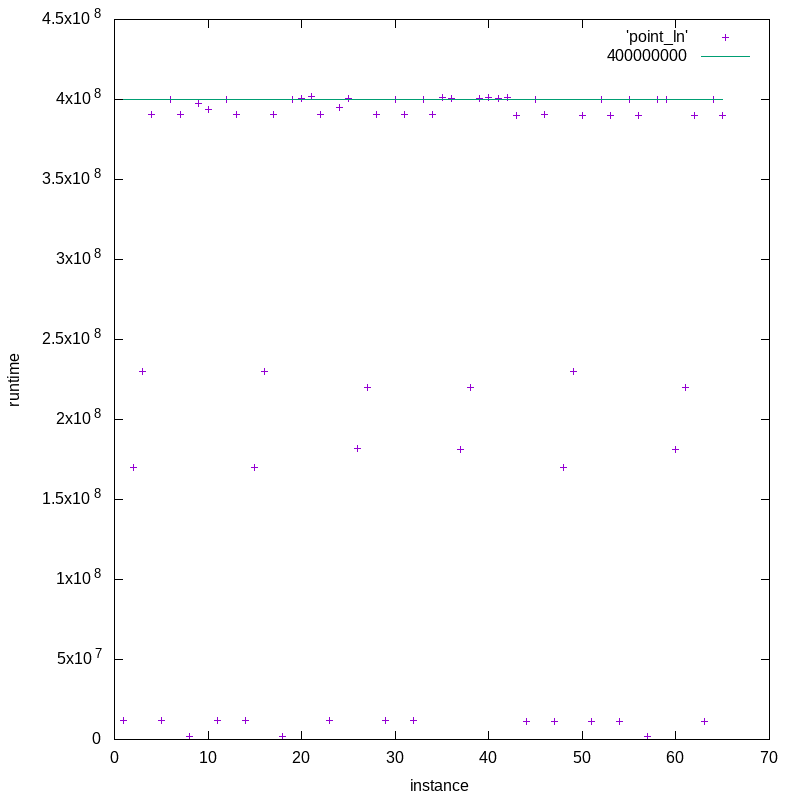 4.5x10^8
'point_ln'
400000000
4x10^8
3.5x10^8
3x10^8
2.5x10^8
runtime
2x10^8
1.5x10^8
1x10^8
5x10^7
0
0 10 20 30 40 50 60 70
instance